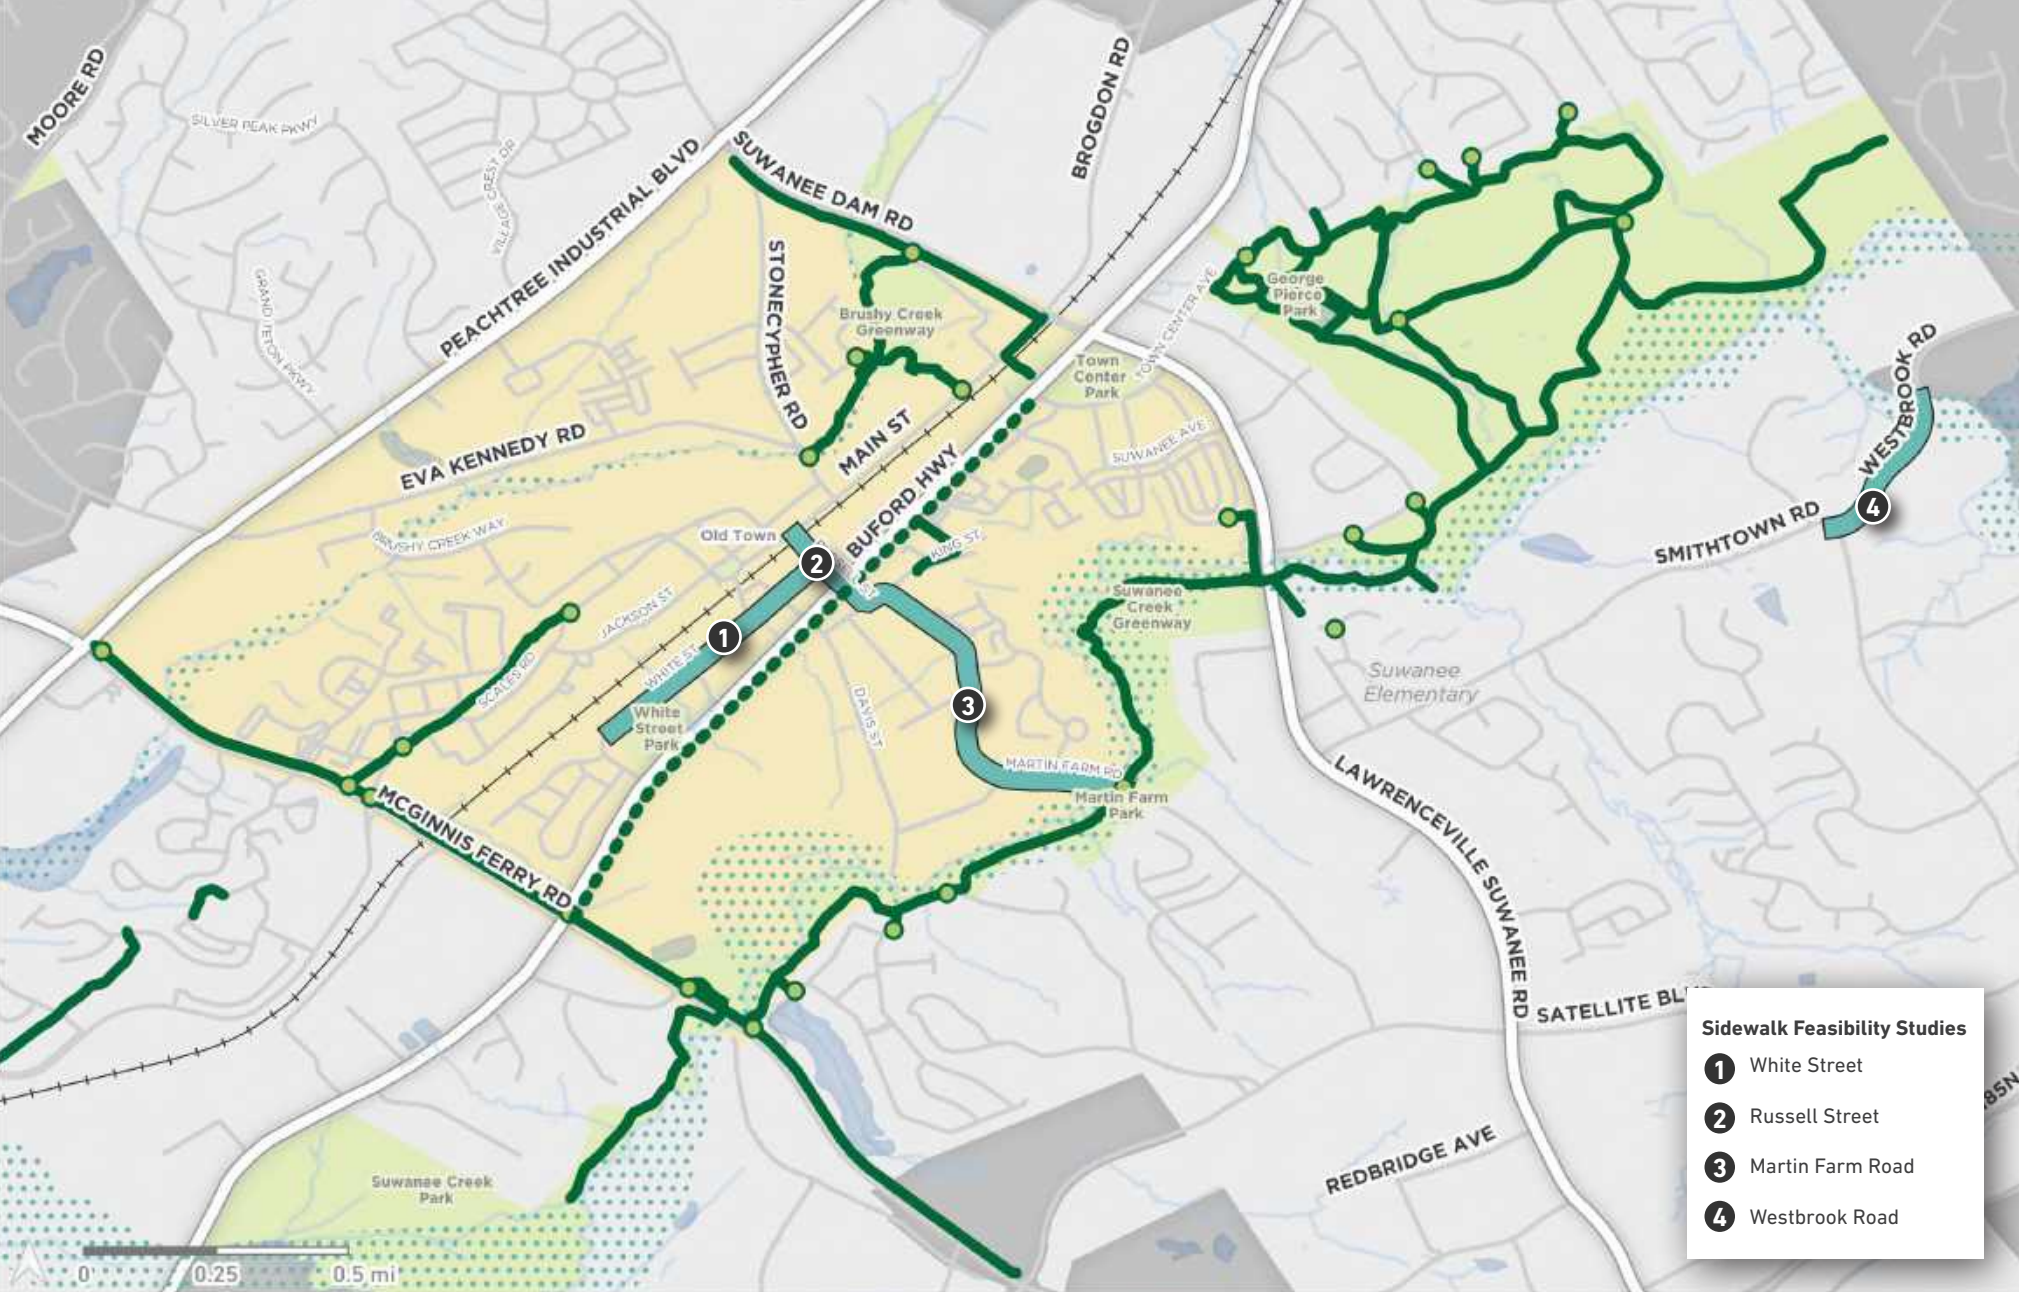 MOORE RD
SILVER PEAK PKWY
VILLAGE CREST DR
GRAND TETON PKWY
PEACHTREE INDUSTRIAL BLVD
SUWANEE DAM RD
BROGDON RD
STONECYPHER RD
Brushy Creek
Greenway
TOWN CENTER AVE
George
Pierce
Park
Town
Center
Park
EVA KENNEDY RD
MAIN ST
BUFORD HWY
SUWANEE AVE
WESTBROOK RD
SMITHTOWN RD
4
BRUSHY CREEK WAY
Old Town
2
KING ST
JACKSON ST
1
WHITE ST
SCALES RD
White
Street
Park
DAVIS ST
3
MARTIN FARM RD
Martin Farm
Park
Suwanee
Creek
Greenway
Suwanee
Elementary
MCGINNIS FERRY RD
LAWRENCEVILLE SUWANEE RD
SATELLITE
REDBRIDGE AVE
Suwanee Creek
Park
0 0.25 0.5 mi
Sidewalk Feasibility Studies
1 White Street
2 Russell Street
3 Martin Farm Road
4 Westbrook Road